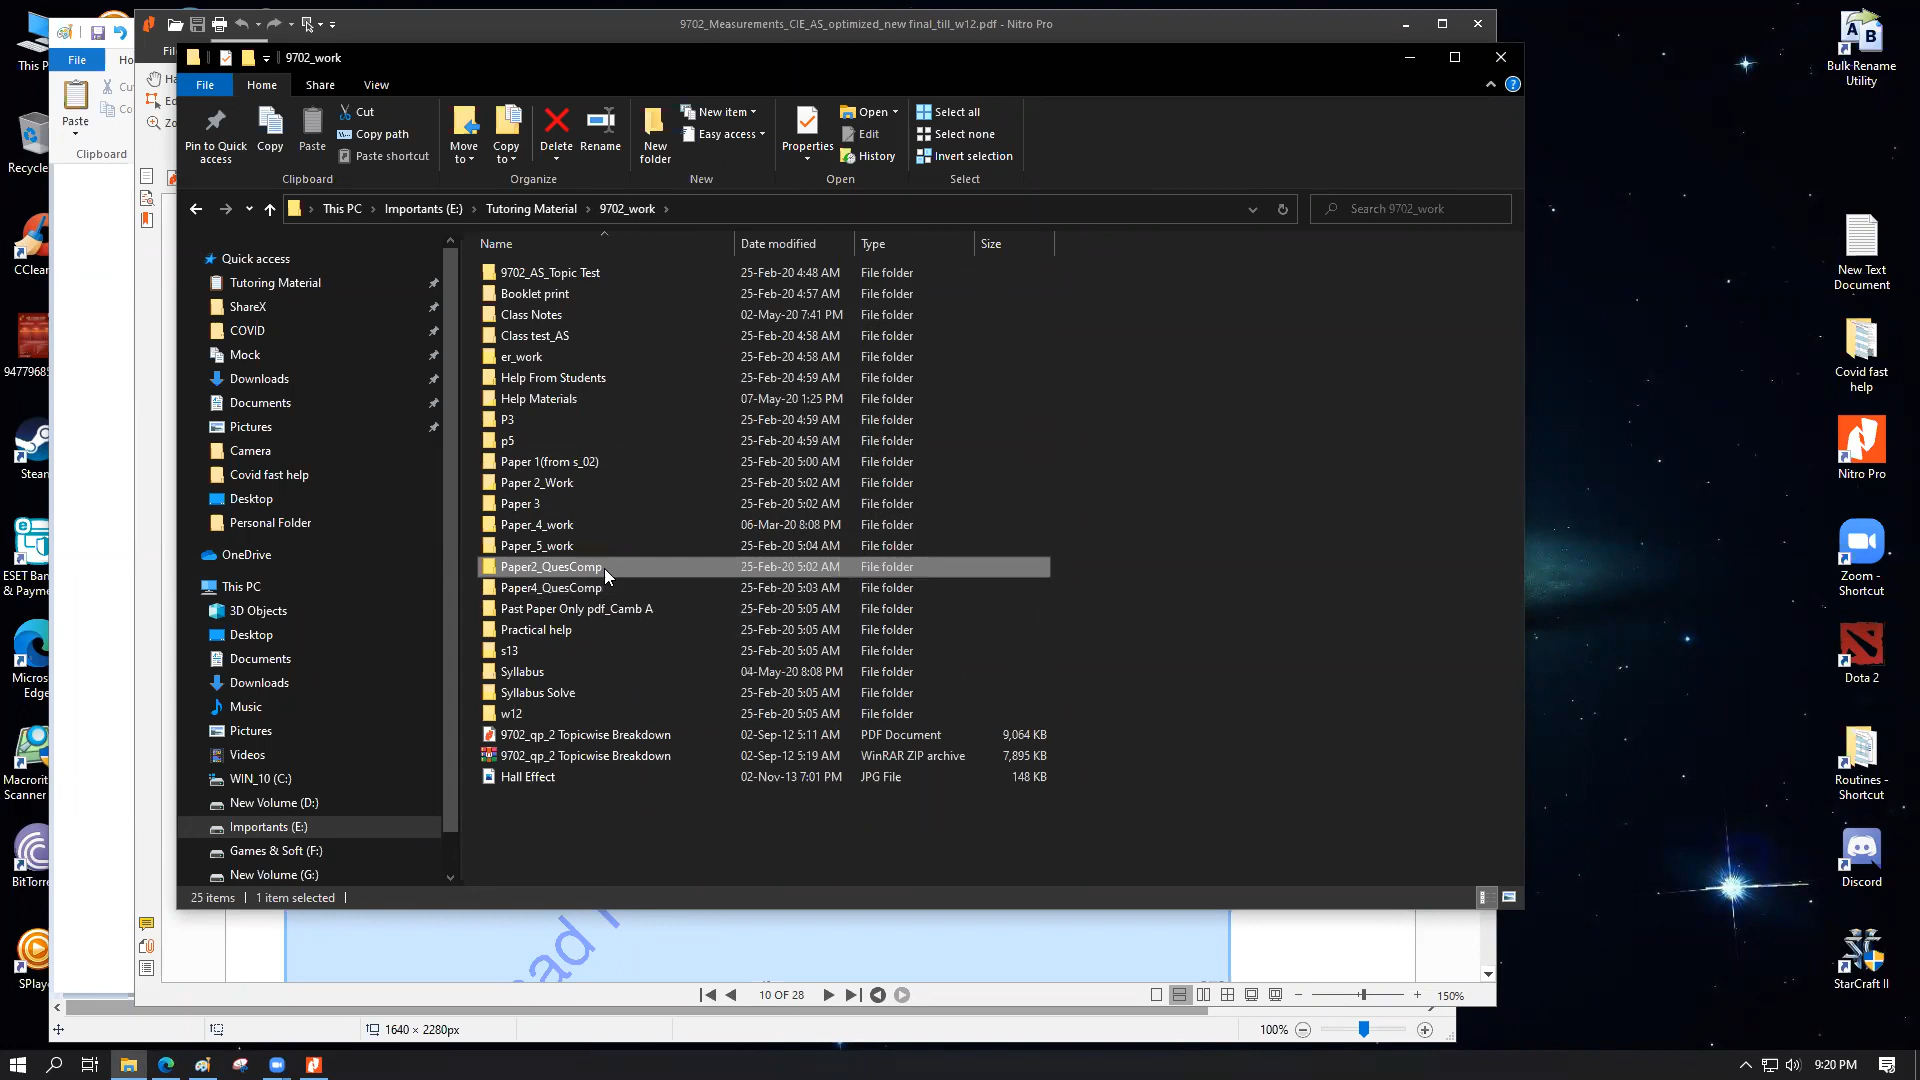 9702_Measurements_CIE_AS_optimized_new final_till_w12.pdf - Nitro Pro
9702_work
File Home Share View
File
Pin to Quick access
Copy
Paste
Cut
Copy path
Paste shortcut
Clipboard
Move to
Copy to
Delete
Rename
Organize
New folder
New item
Easy access
New
Properties
Open
Edit
History
Open
Select all
Select none
Invert selection
Select
Paste
Clipboard
This PC Importants (E:) Tutoring Material 9702_work
Search 9702_work
Name Date modified Type Size
Quick access
Tutoring Material
ShareX
COVID
Mock
Downloads
Documents
Pictures
Camera
Covid fast help
Desktop
Personal Folder
OneDrive
This PC
3D Objects
Desktop
Documents
Downloads
Music
Pictures
Videos
WIN_10 (C:)
New Volume (D:)
Importants (E:)
Games & Soft (F:)
New Volume (G:)
9702_AS_Topic Test 25-Feb-20 4:48 AM File folder
Booklet print 25-Feb-20 4:57 AM File folder
Class Notes 02-May-20 7:41 PM File folder
Class test_AS 25-Feb-20 4:58 AM File folder
er_work 25-Feb-20 4:58 AM File folder
Help From Students 25-Feb-20 4:59 AM File folder
Help Materials 07-May-20 1:25 PM File folder
P3 25-Feb-20 4:59 AM File folder
p5 25-Feb-20 4:59 AM File folder
Paper 1(from s_02) 25-Feb-20 5:00 AM File folder
Paper 2_Work 25-Feb-20 5:02 AM File folder
Paper 3 25-Feb-20 5:02 AM File folder
Paper_4_work 06-Mar-20 8:08 PM File folder
Paper_5_work 25-Feb-20 5:04 AM File folder
Paper2_QuesComp 25-Feb-20 5:02 AM File folder
Paper4_QuesComp 25-Feb-20 5:03 AM File folder
Past Paper Only pdf_Camb A 25-Feb-20 5:05 AM File folder
Practical help 25-Feb-20 5:05 AM File folder
s13 25-Feb-20 5:05 AM File folder
Syllabus 04-May-20 8:08 PM File folder
Syllabus Solve 25-Feb-20 5:05 AM File folder
w12 25-Feb-20 5:05 AM File folder
9702_qp_2 Topicwise Breakdown 02-Sep-12 5:11 AM PDF Document 9,064 KB
9702_qp_2 Topicwise Breakdown 02-Sep-12 5:19 AM WinRAR ZIP archive 7,895 KB
Hall Effect 02-Nov-13 7:01 PM JPG File 148 KB
25 items 1 item selected
10 OF 28
150%
1640 × 2280px
100%
9:20 PM
This P
Recycle
CClea
94779685
Steam
ESET Ban
& Payme
Micros
Edge
Macrorit
Scanner
BitTorre
SPlaye
Bulk Rename
Utility
New Text
Document
Covid fast
help
Nitro Pro
Zoom -
Shortcut
Dota 2
Routines -
Shortcut
Discord
StarCraft II